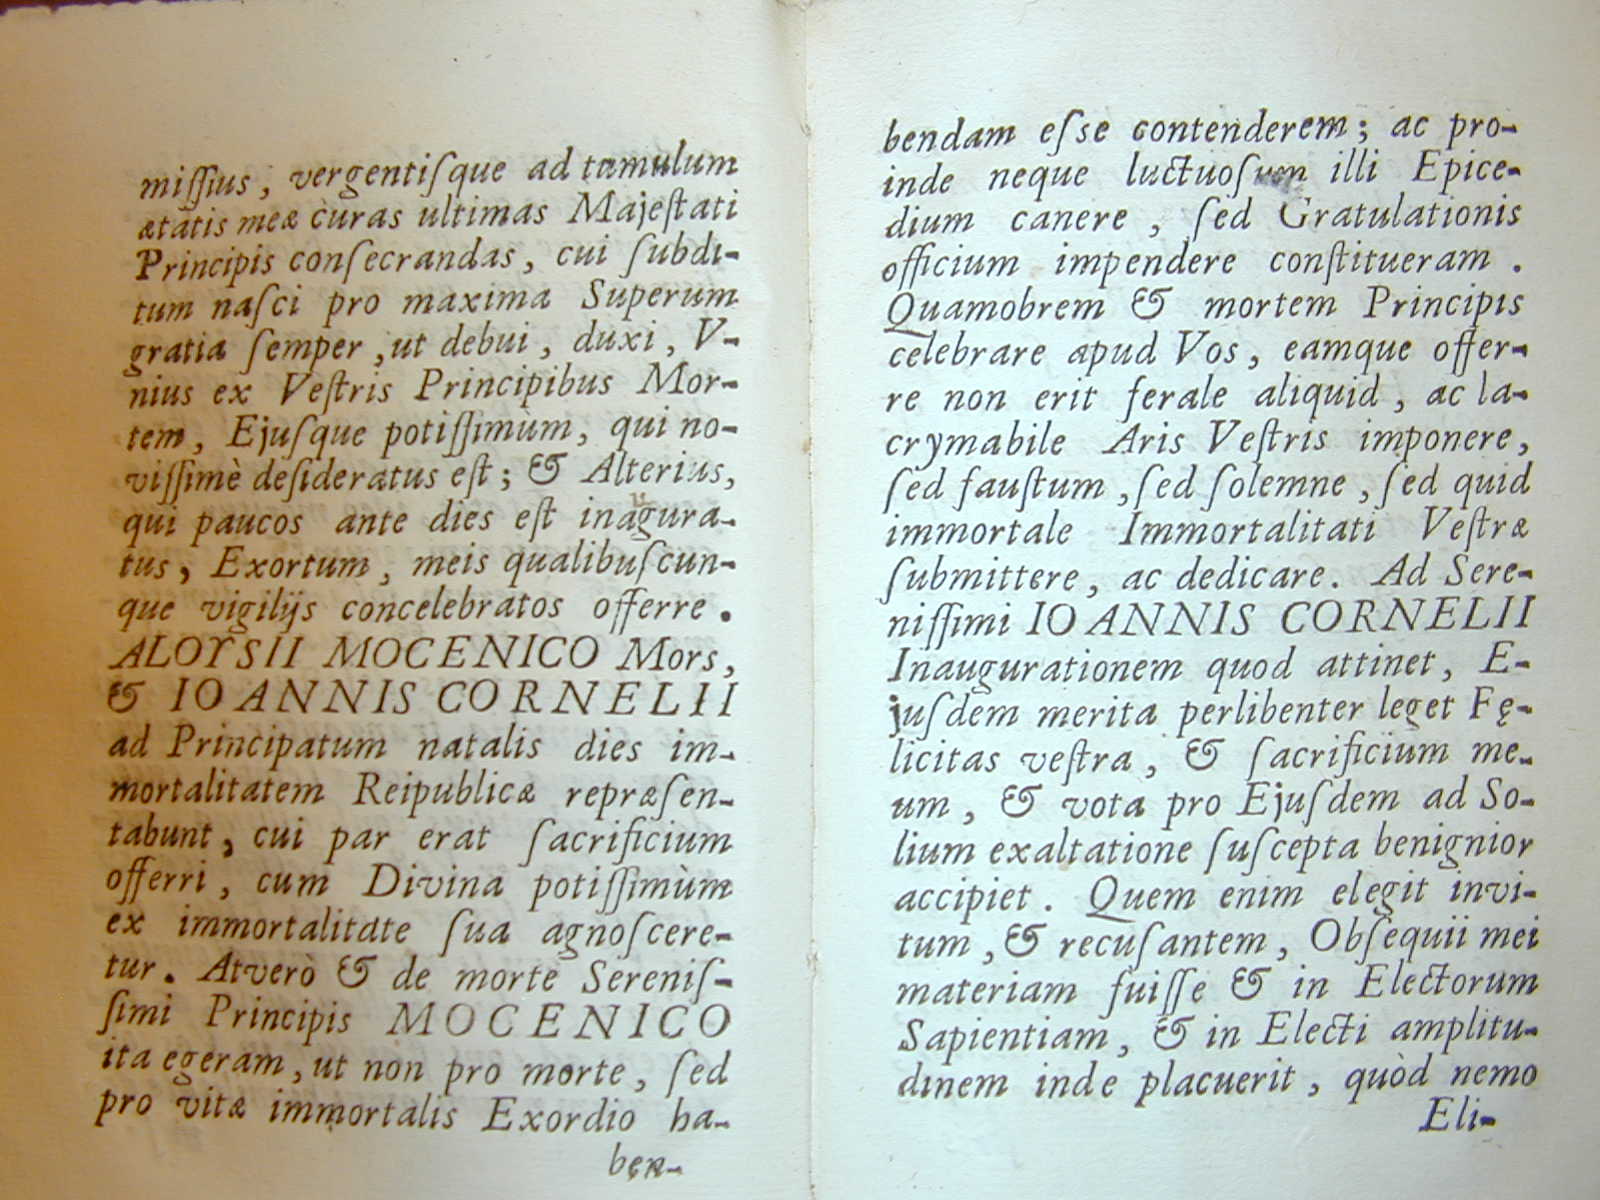 miſſius, vergentiſque ad tumulum
ætatis meæ curas ultimas Majeſtati
Principis conſecrandas, cui ſubdi-
tum naſci pro maxima Superum
gratia ſemper, ut debui, duxi, V-
nius ex Veſtris Principibus Mor-
tem, Ejuſque potiſſimùm, qui no-
viſſimè deſideratus eſt; & Alterius,
qui paucos ante dies eſt inagura-
u
tus, Exortum, meis qualibuſcun-
que vigilijs concelebratos offerre.
ALOYSII MOCENICO Mors,
& IOANNIS CORNELII
ad Principatum natalis dies im-
mortalitatem Reipublicæ repræſen-
tabunt, cui par erat ſacrificium
offerri, cum Divina potiſſimùm
ex immortalitate ſua agnoſcere-
tur. Atverò & de morte Sereniſ-
ſimi Principis MOCENICO
ita egeram, ut non pro morte, ſed
pro vitæ immortalis Exordio ha-
ben-
bendam eſse contenderem; ac pro-
inde neque luctuoſum illi Epice-
dium canere, ſed Gratulationis
officium impendere conſtitueram.
Quamobrem & mortem Principis
celebrare apud Vos, eamque offer-
re non erit ferale aliquid, ac la-
crymabile Aris Veſtris imponere,
ſed fauſtum, ſed ſolemne, ſed quid
immortale Immortalitati Veſtræ
ſubmittere, ac dedicare. Ad Sere-
niſſimi IOANNIS CORNELII
Inaugurationem quod attinet, E-
juſdem merita perlibenter leget Fę-
licitas veſtra, & ſacrificium me-
um, & vota pro Ejuſdem ad So-
lium exaltatione ſuſcepta benignior
accipiet. Quem enim elegit invi-
tum, & recuſantem, Obſequii mei
materiam fuiſſe & in Electorum
Sapientiam, & in Electi amplitu-
dinem inde placuerit, quòd nemo
Eli-